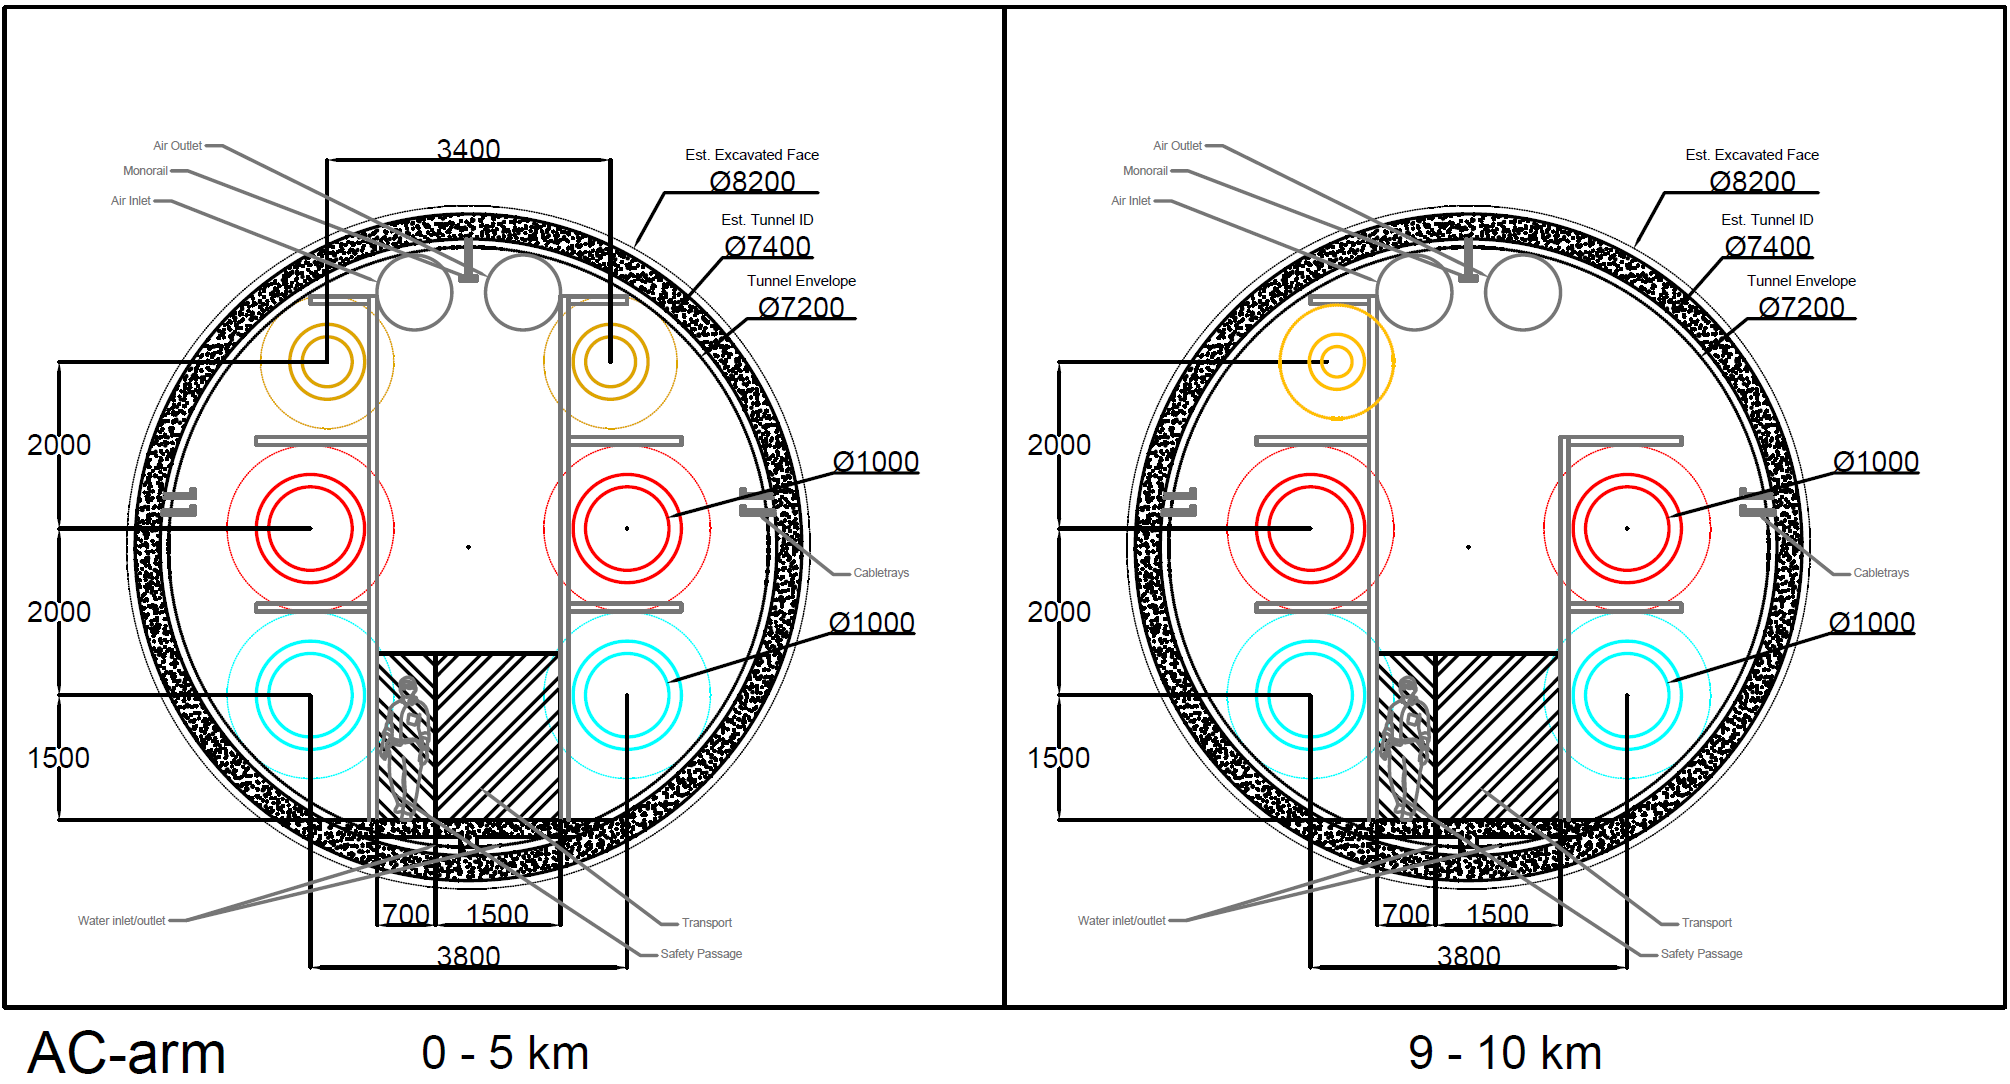 Air Outlet
Monorail
Air Inlet
3400
Est. Excavated Face
Ø8200
Est. Tunnel ID
Ø7400
Tunnel Envelope
Ø7200
2000
2000
1500
Ø1000
Cabletrays
Ø1000
Water inlet/outlet
700
1500
3800
Transport
Safety Passage
Air Outlet
Monorail
Air Inlet
Est. Excavated Face
Ø8200
Est. Tunnel ID
Ø7400
Tunnel Envelope
Ø7200
2000
2000
1500
Ø1000
Cabletrays
Ø1000
Water inlet/outlet
700
1500
3800
Transport
Safety Passage
AC-arm
0 - 5 km
9 - 10 km